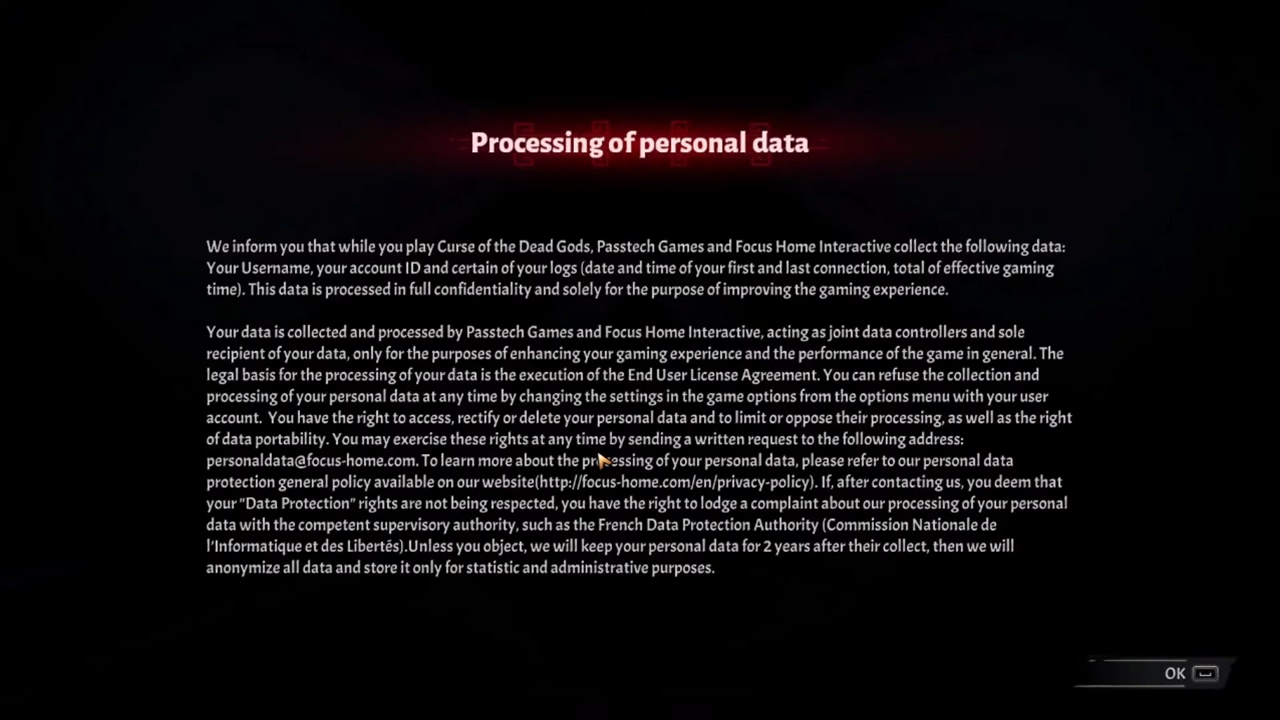 Processing of personal data
We inform you that while you play Curse of the Dead Gods, Passtech Games and Focus Home Interactive collect the following data:
Your Username, your account ID and certain of your logs (date and time of your first and last connection, total of effective gaming
time). This data is processed in full confidentiality and solely for the purpose of improving the gaming experience.
Your data is collected and processed by Passtech Games and Focus Home Interactive, acting as joint data controllers and sole
recipient of your data, only for the purposes of enhancing your gaming experience and the performance of the game in general. The
legal basis for the processing of your data is the execution of the End User License Agreement. You can refuse the collection and
processing of your personal data at any time by changing the settings in the game options from the options menu with your user
account. You have the right to access, rectify or delete your personal data and to limit or oppose their processing, as well as the right
of data portability. You may exercise these rights at any time by sending a written request to the following address:
personaldata@focus-home.com. To learn more about the processing of your personal data, please refer to our personal data
protection general policy available on our website(http://focus-home.com/en/privacy-policy). If, after contacting us, you deem that
your "Data Protection" rights are not being respected, you have the right to lodge a complaint about our processing of your personal
data with the competent supervisory authority, such as the French Data Protection Authority (Commission Nationale de
l'Informatique et des Libertés).Unless you object, we will keep your personal data for 2 years after their collect, then we will
anonymize all data and store it only for statistic and administrative purposes.
OK